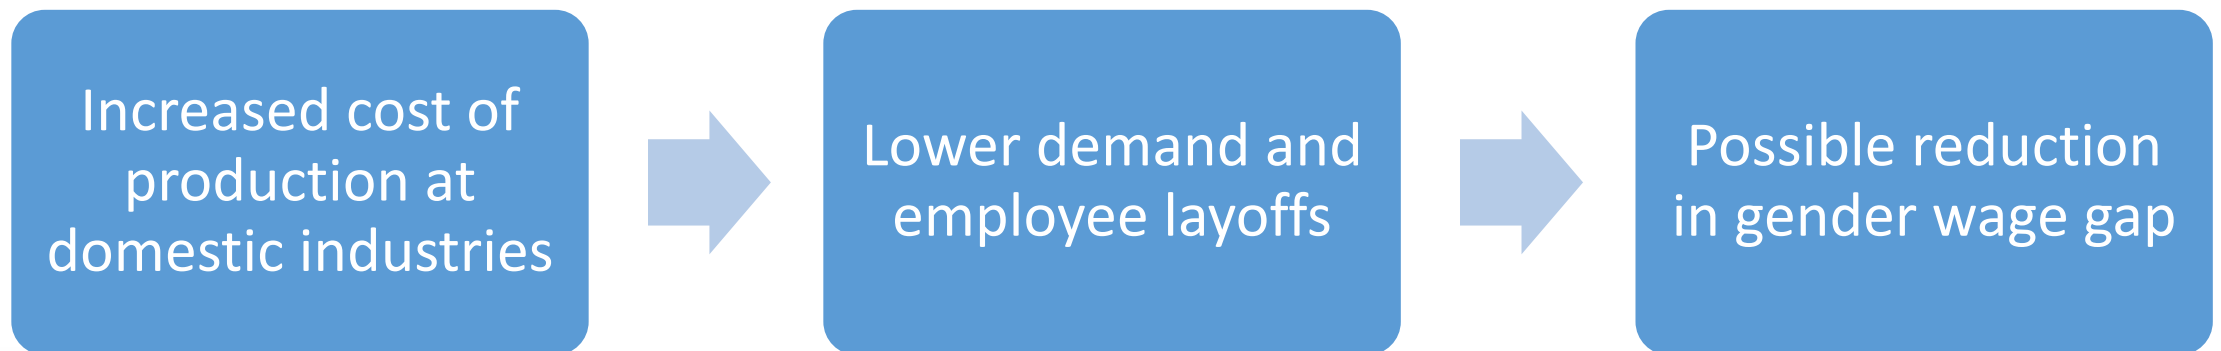 Increased cost of
production at
domestic industries
Lower demand and
employee layoffs
Possible reduction
in gender wage gap